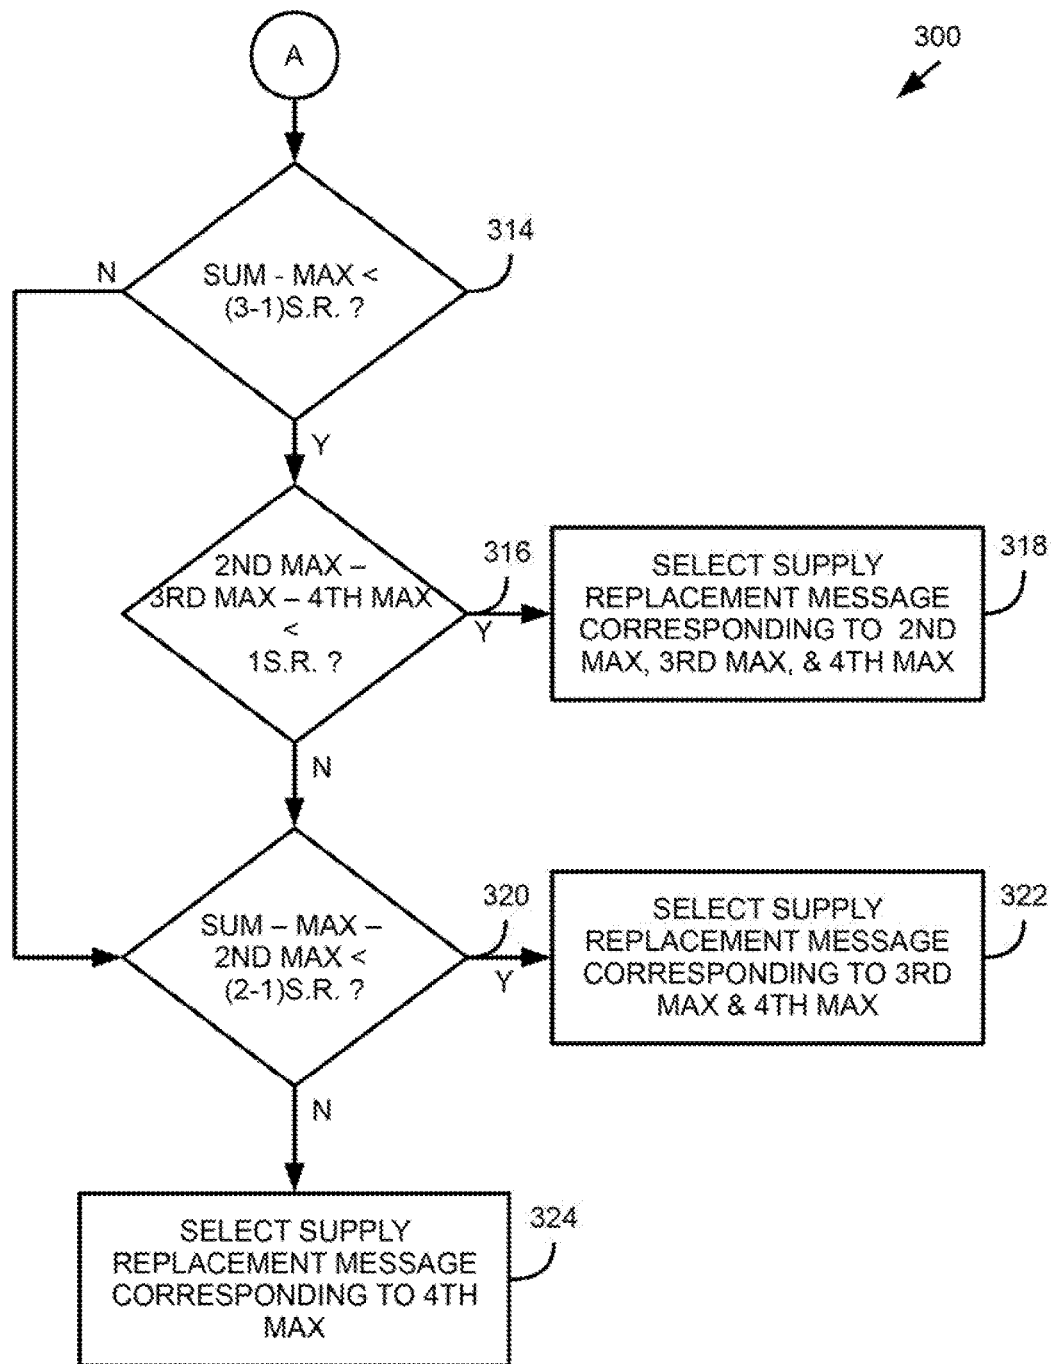 A
300
314
SUM - MAX <
(3-1)S.R. ?
N
Y
2ND MAX –
3RD MAX – 4TH MAX
<
1S.R. ?
316
Y
SELECT SUPPLY
REPLACEMENT MESSAGE
CORRESPONDING TO 2ND
MAX, 3RD MAX, & 4TH MAX
318
N
SUM – MAX –
2ND MAX <
(2-1)S.R. ?
320
Y
SELECT SUPPLY
REPLACEMENT MESSAGE
CORRESPONDING TO 3RD
MAX & 4TH MAX
322
N
SELECT SUPPLY
REPLACEMENT MESSAGE
CORRESPONDING TO 4TH
MAX
324